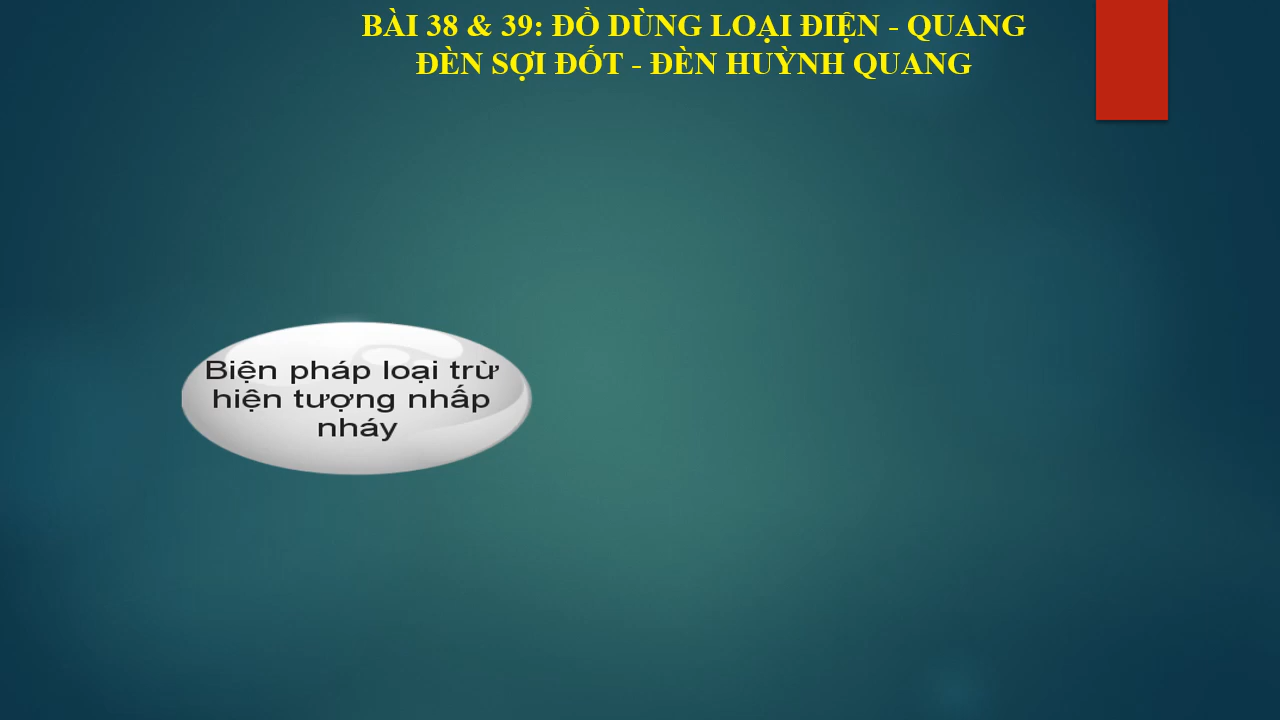 BÀI 38 & 39: ĐỒ DÙNG LOẠI ĐIỆN - QUANG
ĐÈN SỢI ĐỐT - ĐÈN HUỲNH QUANG
Biện pháp loại trừ
hiện tượng nhấp
nháy